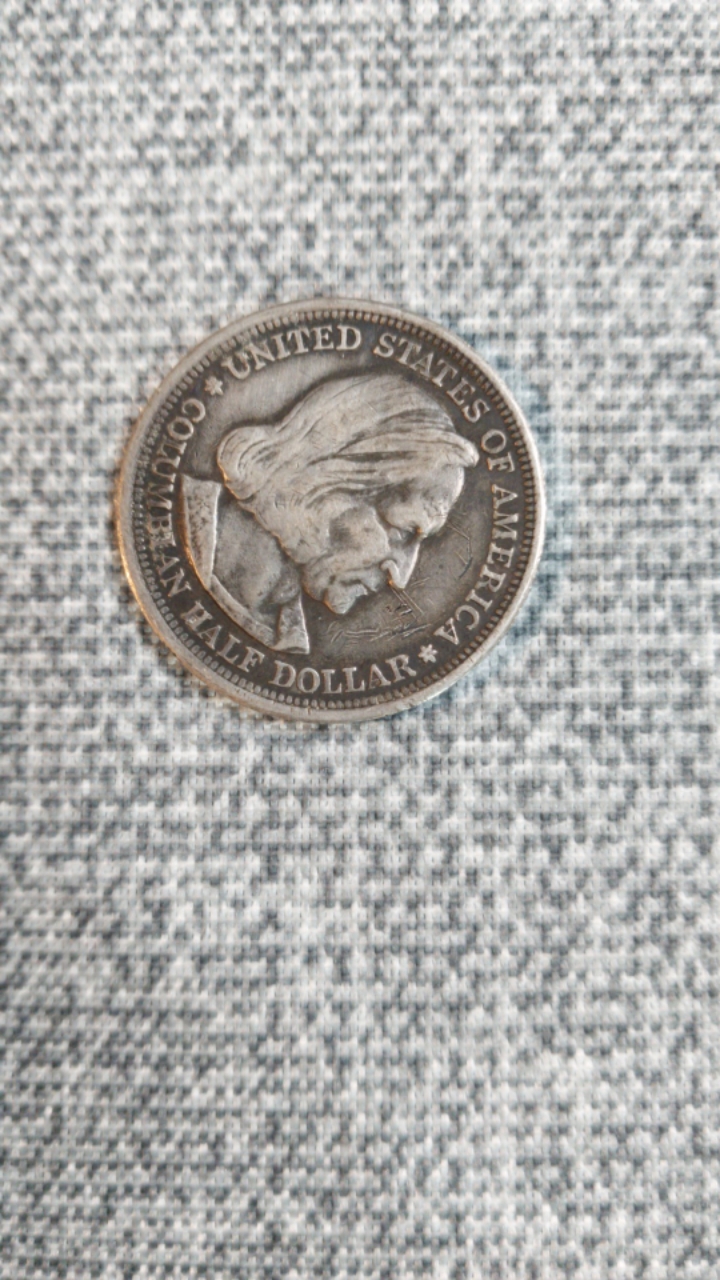 UNITED STATES OF AMERICA
COLUMBIAN HALF DOLLAR